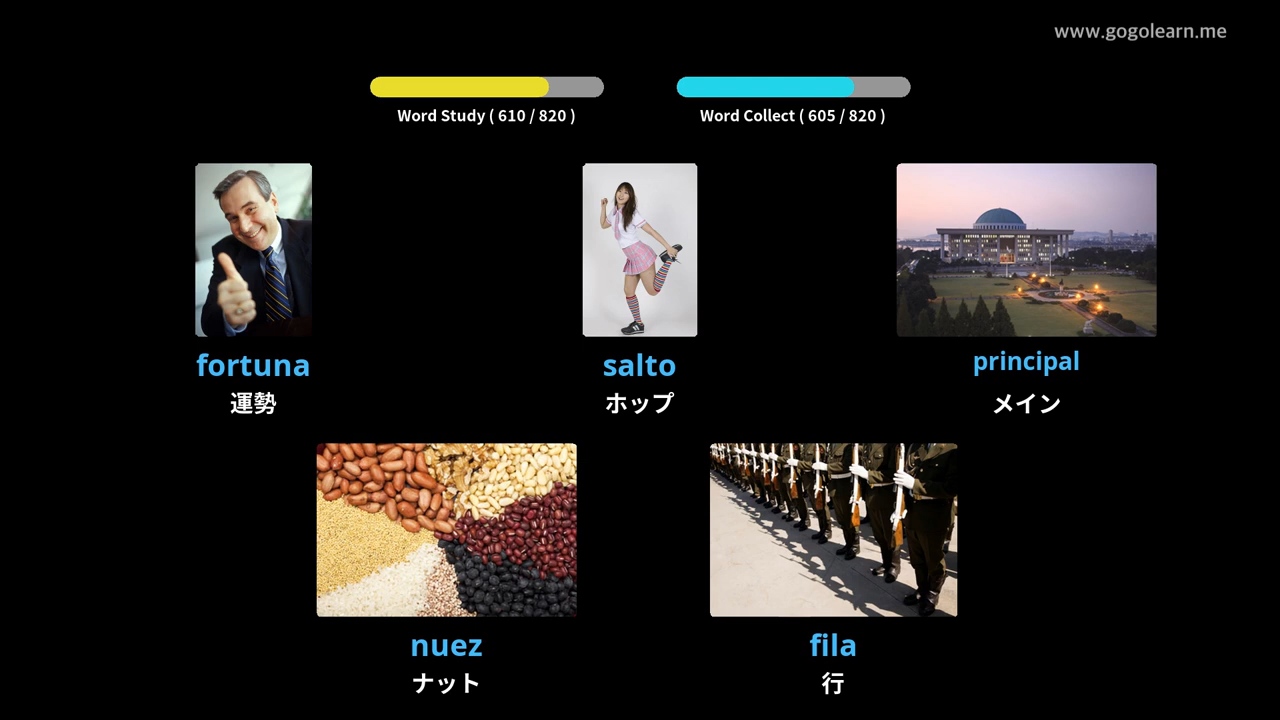 www.gogolearn.me
Word Study ( 610 / 820 )
Word Collect ( 605 / 820 )
fortuna
運勢
salto
ホップ
principal
メイン
nuez
ナット
fila
行